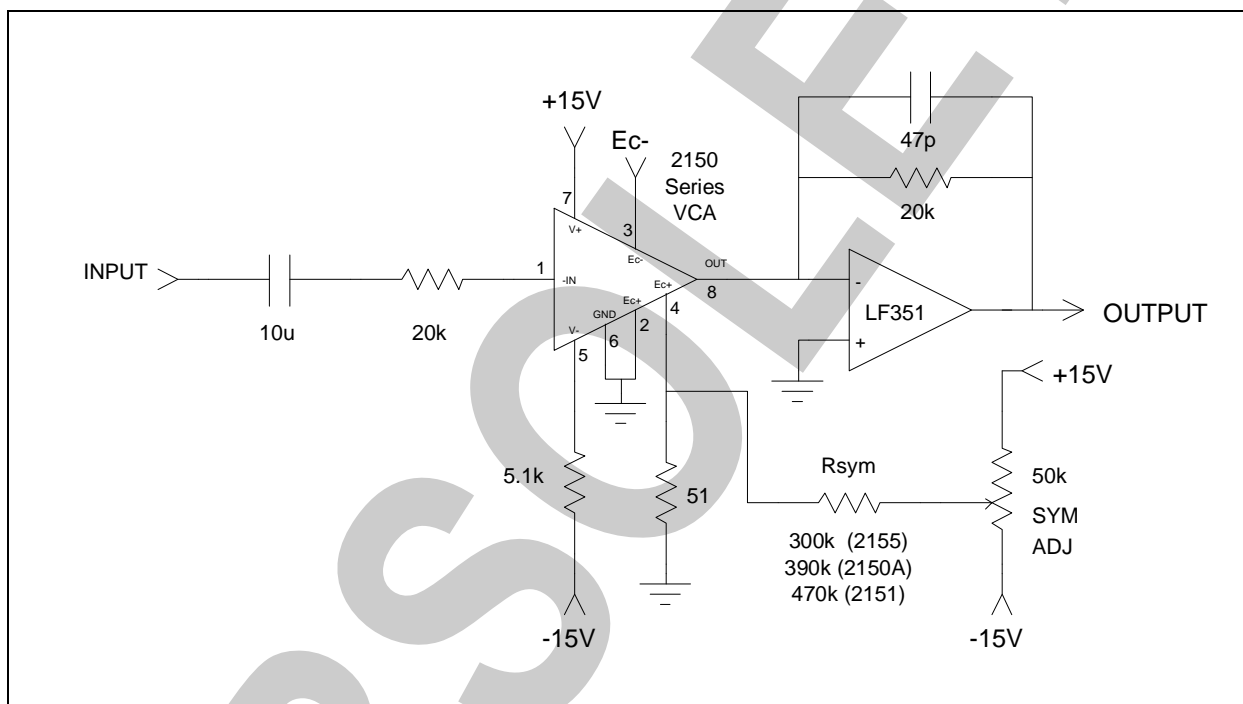 +15V
Ec-
2150
Series
VCA
47p
20k
7
V+
3
Ec-
INPUT
10u
20k
1
-IN
OUT
8
Ec+
4
Ec+
2
GND
6
V-
5
-
LF351
+
OUTPUT
+15V
5.1k
51
Rsym
300k (2155)
390k (2150A)
470k (2151)
50k
SYM
ADJ
-15V
-15V